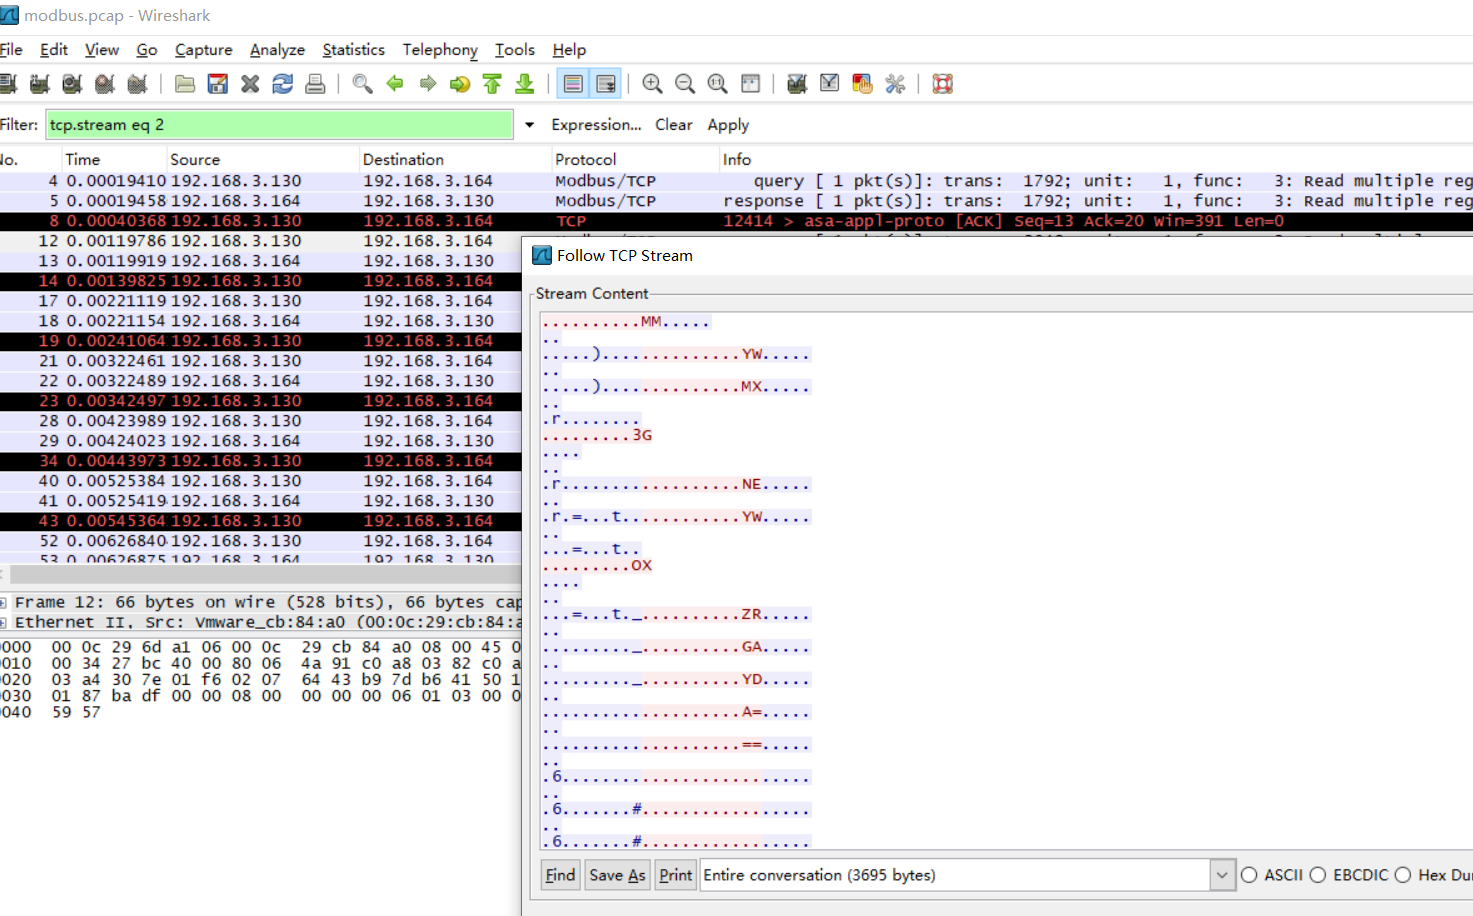 modbus.pcap - Wireshark
File Edit View Go Capture Analyze Statistics Telephony Tools Help
Filter: tcp.stream eq 2 Expression... Clear Apply
No. Time Source Destination Protocol Info
4 0.00019410 192.168.3.130 192.168.3.164 Modbus/TCP query [ 1 pkt(s)]: trans: 1792; unit: 1, func: 3: Read multiple reg
5 0.00019458 192.168.3.164 192.168.3.130 Modbus/TCP response [ 1 pkt(s)]: trans: 1792; unit: 1, func: 3: Read multiple reg
8 0.00040368 192.168.3.130 192.168.3.164 TCP 12414 > asa-appl-proto [ACK] Seq=13 Ack=20 Win=391 Len=0
12 0.00119786 192.168.3.130 192.168.3.164
13 0.00119919 192.168.3.164 192.168.3.130
14 0.00139825 192.168.3.130 192.168.3.164
17 0.00221119 192.168.3.130 192.168.3.164
18 0.00221154 192.168.3.164 192.168.3.130
19 0.00241064 192.168.3.130 192.168.3.164
21 0.00322461 192.168.3.130 192.168.3.164
22 0.00322489 192.168.3.164 192.168.3.130
23 0.00342497 192.168.3.130 192.168.3.164
28 0.00423989 192.168.3.130 192.168.3.164
29 0.00424023 192.168.3.164 192.168.3.130
34 0.00443973 192.168.3.130 192.168.3.164
40 0.00525384 192.168.3.130 192.168.3.164
41 0.00525419 192.168.3.164 192.168.3.130
43 0.00545364 192.168.3.130 192.168.3.164
52 0.00626840 192.168.3.130 192.168.3.164
53 0.00626875 192.168.3.164 192.168.3.130
Frame 12: 66 bytes on wire (528 bits), 66 bytes cap
Ethernet II, Src: Vmware_cb:84:a0 (00:0c:29:cb:84:a
0000 00 0c 29 6d a1 06 00 0c 29 cb 84 a0 08 00 45 0
0010 00 34 27 bc 40 00 80 06 4a 91 c0 a8 03 82 c0 a
0020 03 a4 30 7e 01 f6 02 07 64 43 b9 7d b6 41 50 1
0030 01 87 ba df 00 00 08 00 00 00 00 06 01 03 00 0
0040 59 57
Follow TCP Stream
Stream Content
..........MM.....
..
.....)..............YW.....
..
.....)..............MX.....
..
.r........
.........3G
....
..
.r..................NE.....
..
.r.=...t............YW.....
..
...=...t..
.........OX
....
..
...=...t._..........ZR.....
..
........._..........GA.....
..
........._..........YD.....
..
....................A=.....
..
....................==.....
..
.6.........................
..
.6.......#.................
..
.6.......#.................
Find Save As Print Entire conversation (3695 bytes) ASCII EBCDIC Hex Du